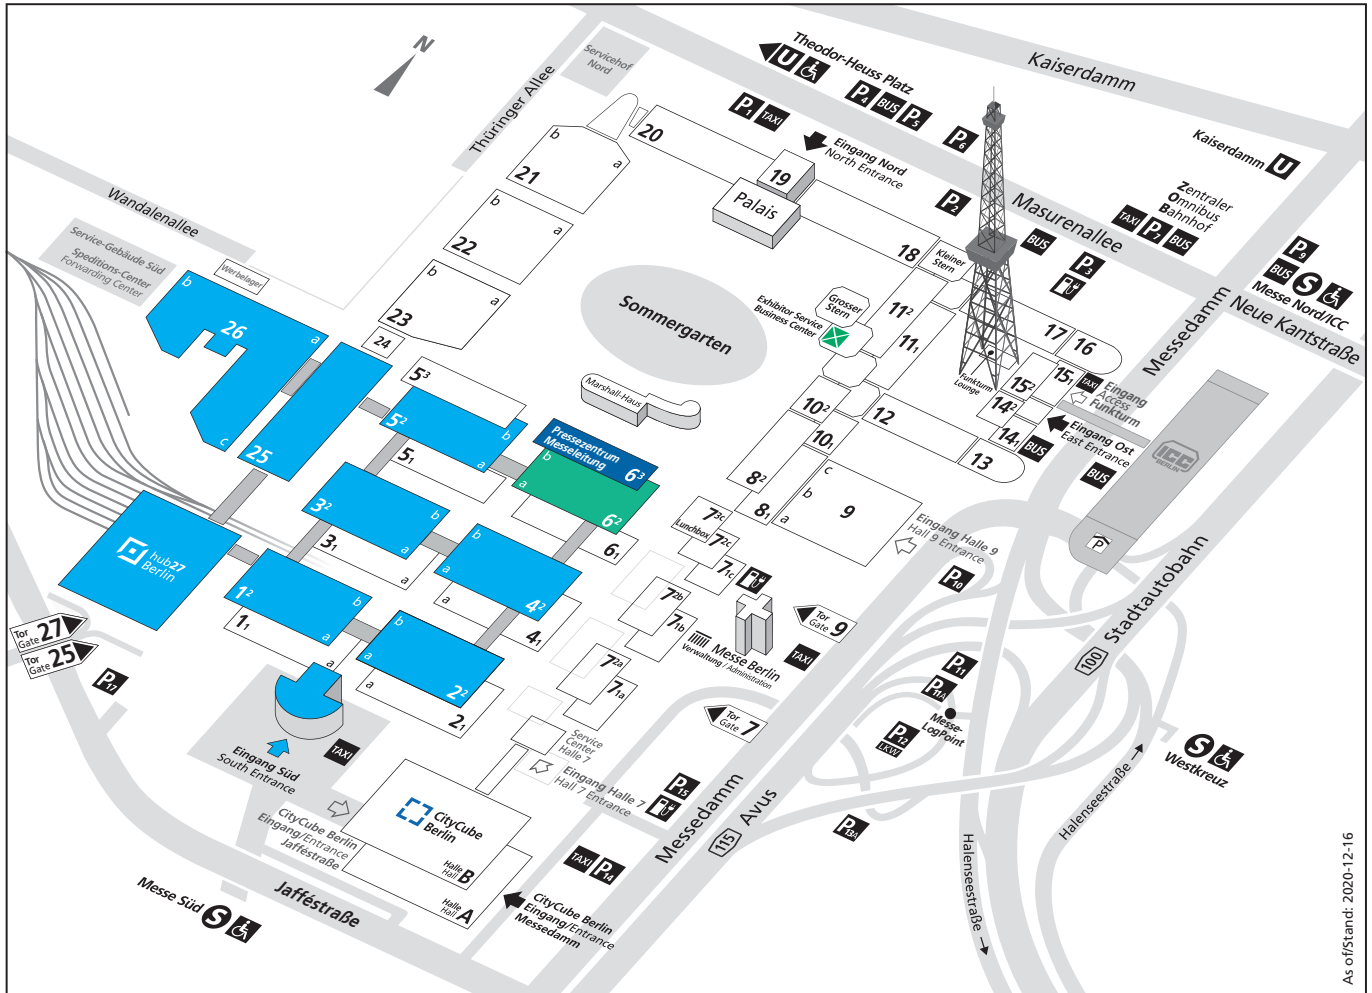 N
Servicehof
Nord
Thüringer Allee
Theodor-Heuss Platz
U
P4
BUS
P5
P1
TAXI
P6
Kaiserdamm
Kaiserdamm
U
Eingang Nord
North Entrance
P2
Masurenallee
Zentraler
Omnibus
Bahnhof
TAXI
P7
BUS
BUS
P3
P9
BUS
S
Messe Nord/ICC
Neue Kantstraße
Messedamm
Wandalenallee
Service-Gebäude Süd
Speditions-Center
Forwarding Center
Werbelager
20
b
a
21
b
a
22
b
a
23
24
19
Palais
18
Kleiner
Stern
Grosser
Stern
Exhibitor Service
Business Center
Sommergarten
Marshall-Haus
11²
11₁
17
16
Funkturm
Lounge
15²
15₁
14²
14₁
TAXI
Eingang
Access
Funkturm
Eingang Ost
East Entrance
BUS
BUS
ICC
BERLIN
P
12
13
10²
10₁
8²
8₁
c
b
a
9
Eingang Halle 9
Hall 9 Entrance
P10
b
26
a
c
25
5³
5²
b
a
5₁
Pressezentrum
Messeleitung
6³
b
a
6²
6₁
3²
b
a
3₁
a
b
a
4²
4₁
a
hub27
Berlin
1²
b
a
1₁
a
b
a
2²
2₁
a
7³c
Lunchbox
7²c
7₁c
7²b
7₁b
7²a
7₁a
Messe Berlin
Verwaltung / Administration
TAXI
Tor
Gate 9
Tor
Gate 7
Tor
Gate 27
Tor
Gate 25
P17
Eingang Süd
South Entrance
TAXI
Service
Center
Halle 7
Eingang Halle 7
Hall 7 Entrance
P15
CityCube Berlin
Eingang/Entrance
Jafféstraße
CityCube
Berlin
Halle
Hall B
Halle
Hall A
TAXI
P14
CityCube Berlin
Eingang/Entrance
Messedamm
Messe Süd
S
Jafféstraße
Messedamm
115
Avus
100
Stadtautobahn
P11
P11A
Messe-
LogPoint
P12
LKW
P13A
S
Westkreuz
Halenseestraße
Halenseestraße
As of/Stand: 2020-12-16